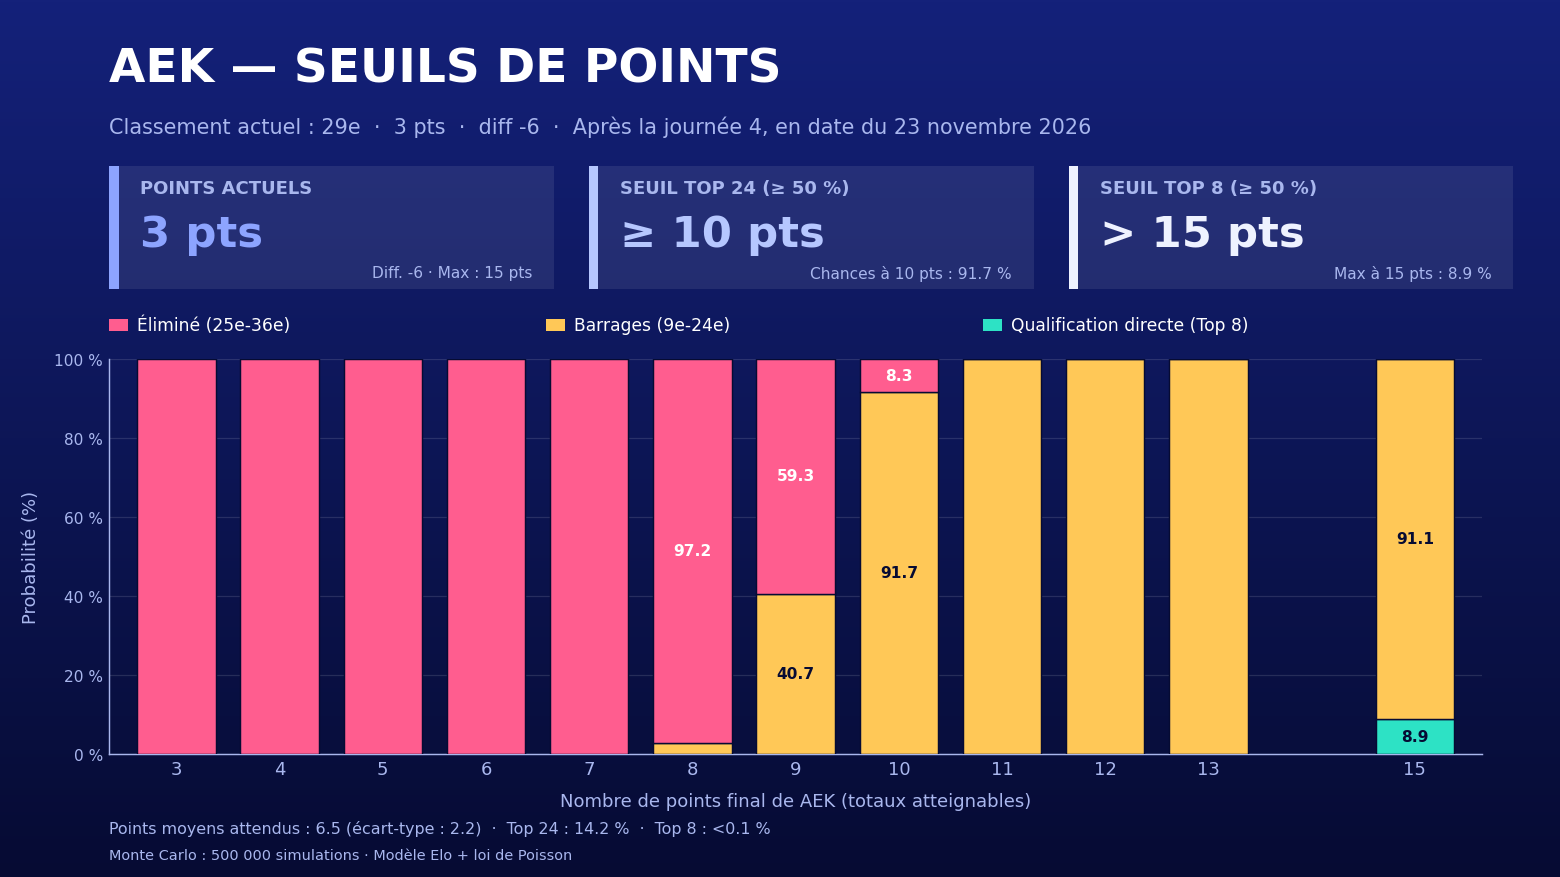 AEK — SEUILS DE POINTS
Classement actuel : 29e · 3 pts · diff -6 · Après la journée 4, en date du 23 novembre 2026
POINTS ACTUELS
3 pts
Diff. -6 · Max : 15 pts
SEUIL TOP 24 (≥ 50 %)
≥ 10 pts
Chances à 10 pts : 91.7 %
SEUIL TOP 8 (≥ 50 %)
> 15 pts
Max à 15 pts : 8.9 %
Éliminé (25e-36e)
Barrages (9e-24e)
Qualification directe (Top 8)
Probabilité (%)
100 %
80 %
60 %
40 %
20 %
0 %
97.2
59.3
40.7
8.3
91.7
91.1
8.9
3 4 5 6 7 8 9 10 11 12 13 15
Nombre de points final de AEK (totaux atteignables)
Points moyens attendus : 6.5 (écart-type : 2.2) · Top 24 : 14.2 % · Top 8 : <0.1 %
Monte Carlo : 500 000 simulations · Modèle Elo + loi de Poisson